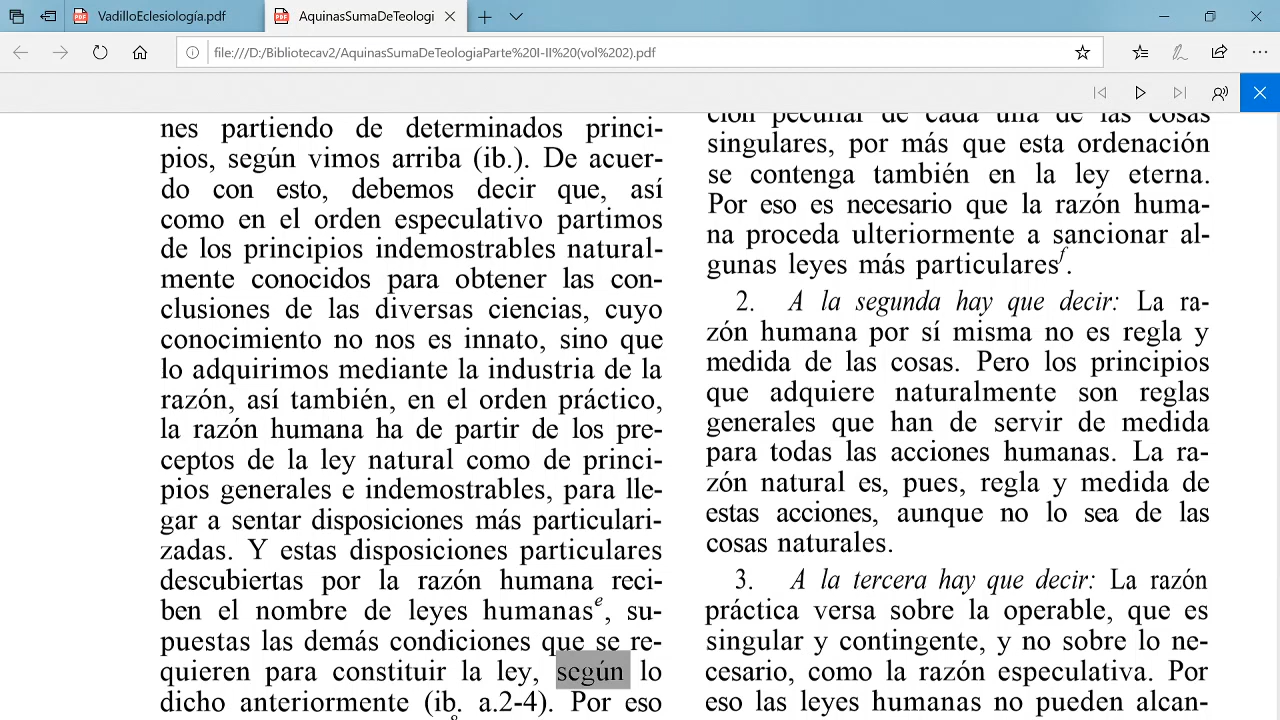 VadilloEclesiología.pdf
AquinasSumaDeTeologi
file:///D:/Bibliotecav2/AquinasSumaDeTeologiaParte%20I-II%20(vol%202).pdf
nes partiendo de determinados princi-
pios, según vimos arriba (ib.). De acuer-
do con esto, debemos decir que, así
como en el orden especulativo partimos
de los principios indemostrables natural-
mente conocidos para obtener las con-
clusiones de las diversas ciencias, cuyo
conocimiento no nos es innato, sino que
lo adquirimos mediante la industria de la
razón, así también, en el orden práctico,
la razón humana ha de partir de los pre-
ceptos de la ley natural como de princi-
pios generales e indemostrables, para lle-
gar a sentar disposiciones más particulari-
zadas. Y estas disposiciones particulares
descubiertas por la razón humana reci-
ben el nombre de leyes humanas e, su-
puestas las demás condiciones que se re-
quieren para constituir la ley, según lo
dicho anteriormente (ib. a.2-4). Por eso
8
ción peculiar de cada una de las cosas
singulares, por más que esta ordenación
se contenga también en la ley eterna.
Por eso es necesario que la razón huma-
na proceda ulteriormente a sancionar al-
gunas leyes más particulares f.
2. A la segunda hay que decir: La ra-
zón humana por sí misma no es regla y
medida de las cosas. Pero los principios
que adquiere naturalmente son reglas
generales que han de servir de medida
para todas las acciones humanas. La ra-
zón natural es, pues, regla y medida de
estas acciones, aunque no lo sea de las
cosas naturales.
3. A la tercera hay que decir: La razón
práctica versa sobre la operable, que es
singular y contingente, y no sobre lo ne-
cesario, como la razón especulativa. Por
eso las leyes humanas no pueden alcan-